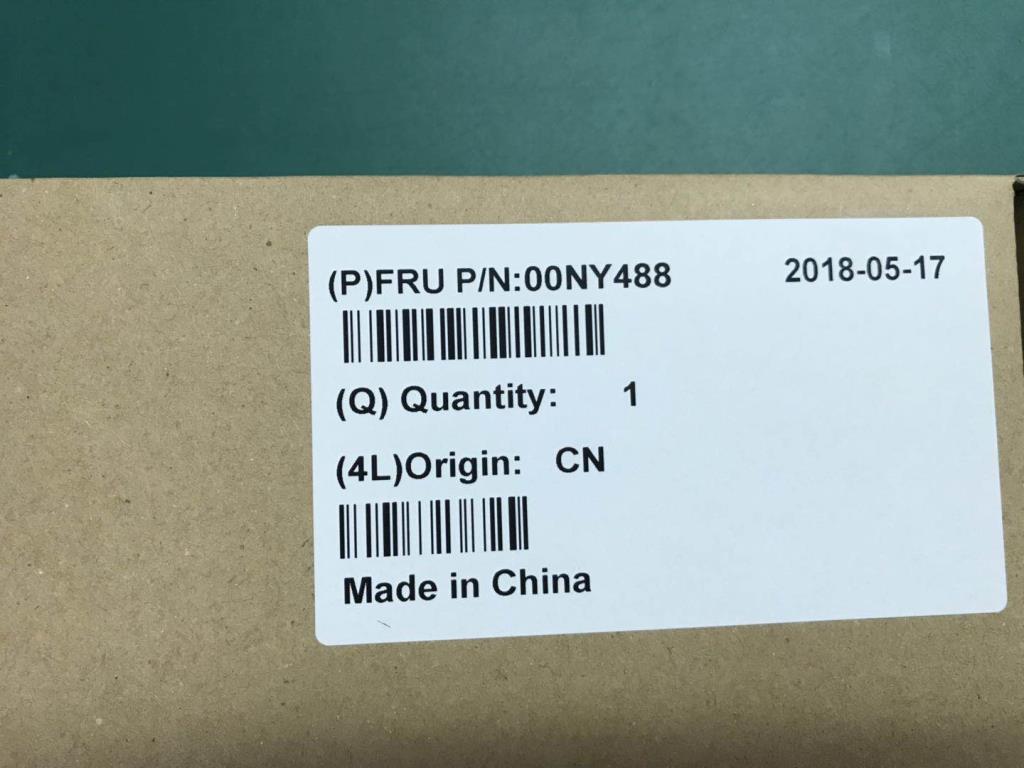 (P)FRU P/N:00NY488 2018-05-17
(Q) Quantity: 1
(4L)Origin: CN
Made in China